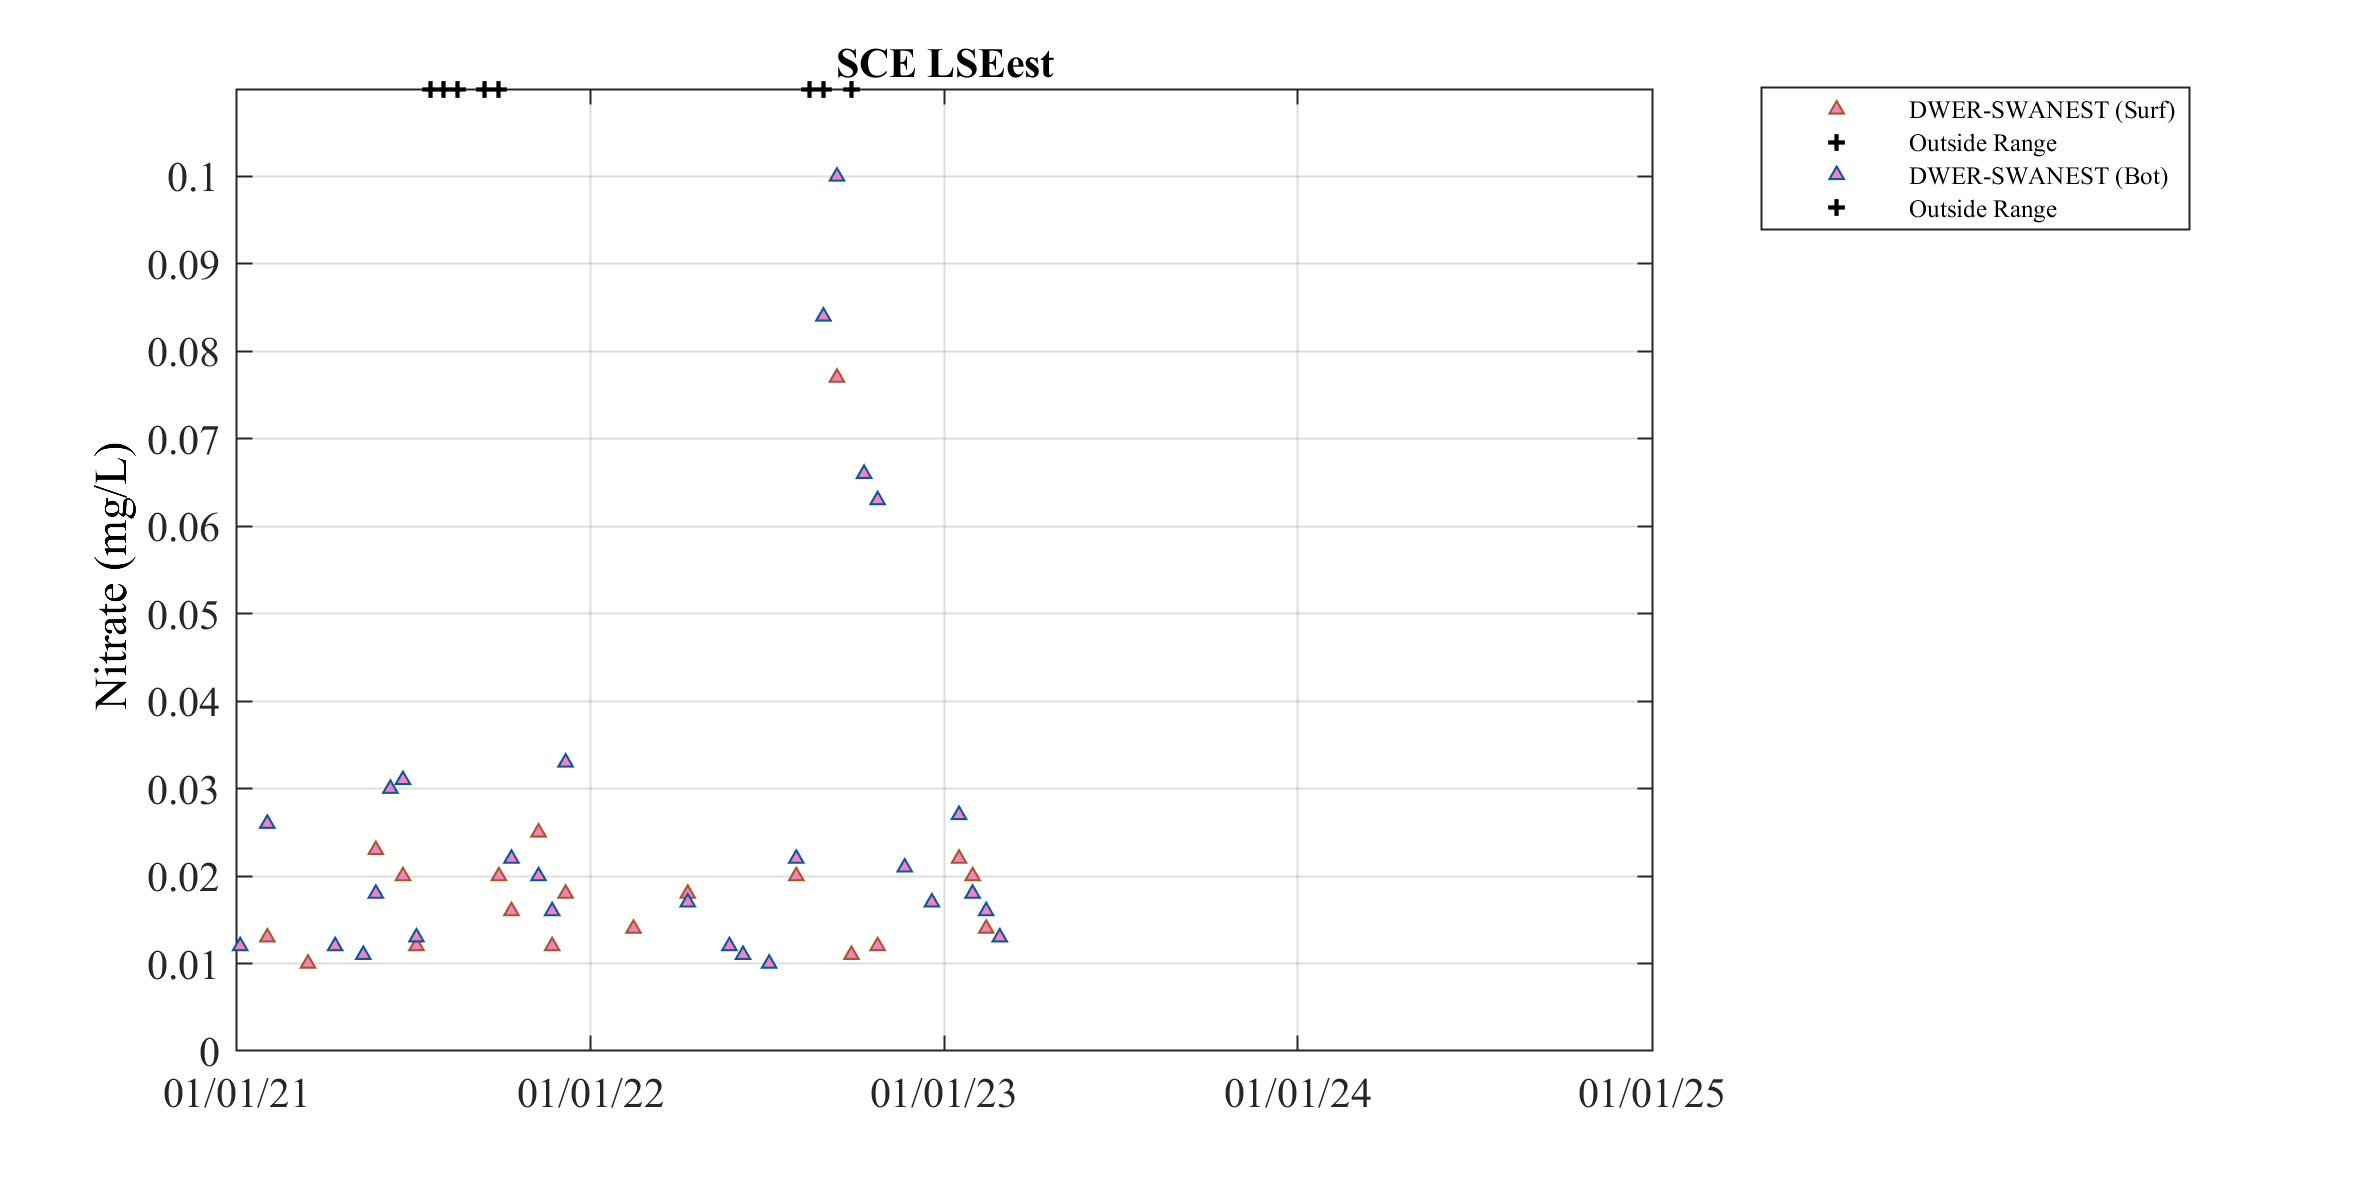 SCE LSEest
DWER-SWANEST (Surf)
Outside Range
DWER-SWANEST (Bot)
Outside Range
Nitrate (mg/L)
0.1
0.09
0.08
0.07
0.06
0.05
0.04
0.03
0.02
0.01
0
01/01/21 01/01/22 01/01/23 01/01/24 01/01/25